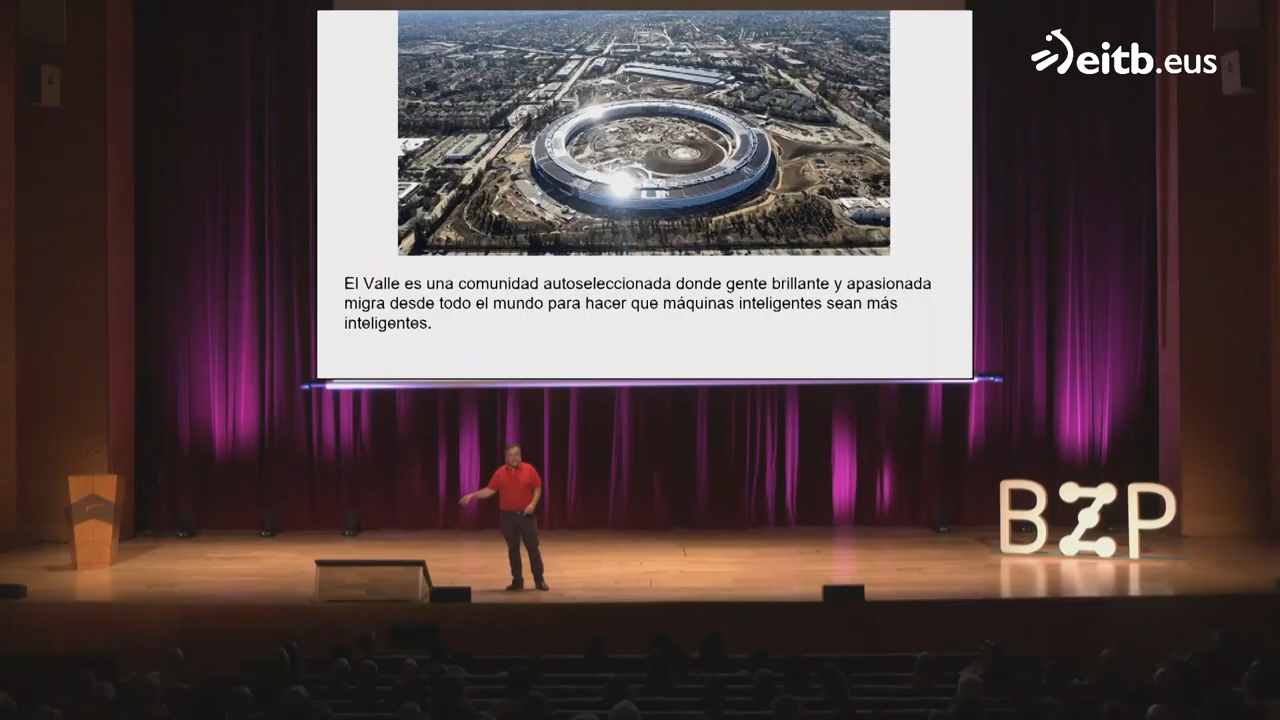 eitb.eus
El Valle es una comunidad autoseleccionada donde gente brillante y apasionada
migra desde todo el mundo para hacer que máquinas inteligentes sean más
inteligentes.
BZP